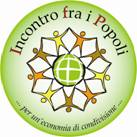 Incontro fra i Popoli
... per un'economia di condivisione ...